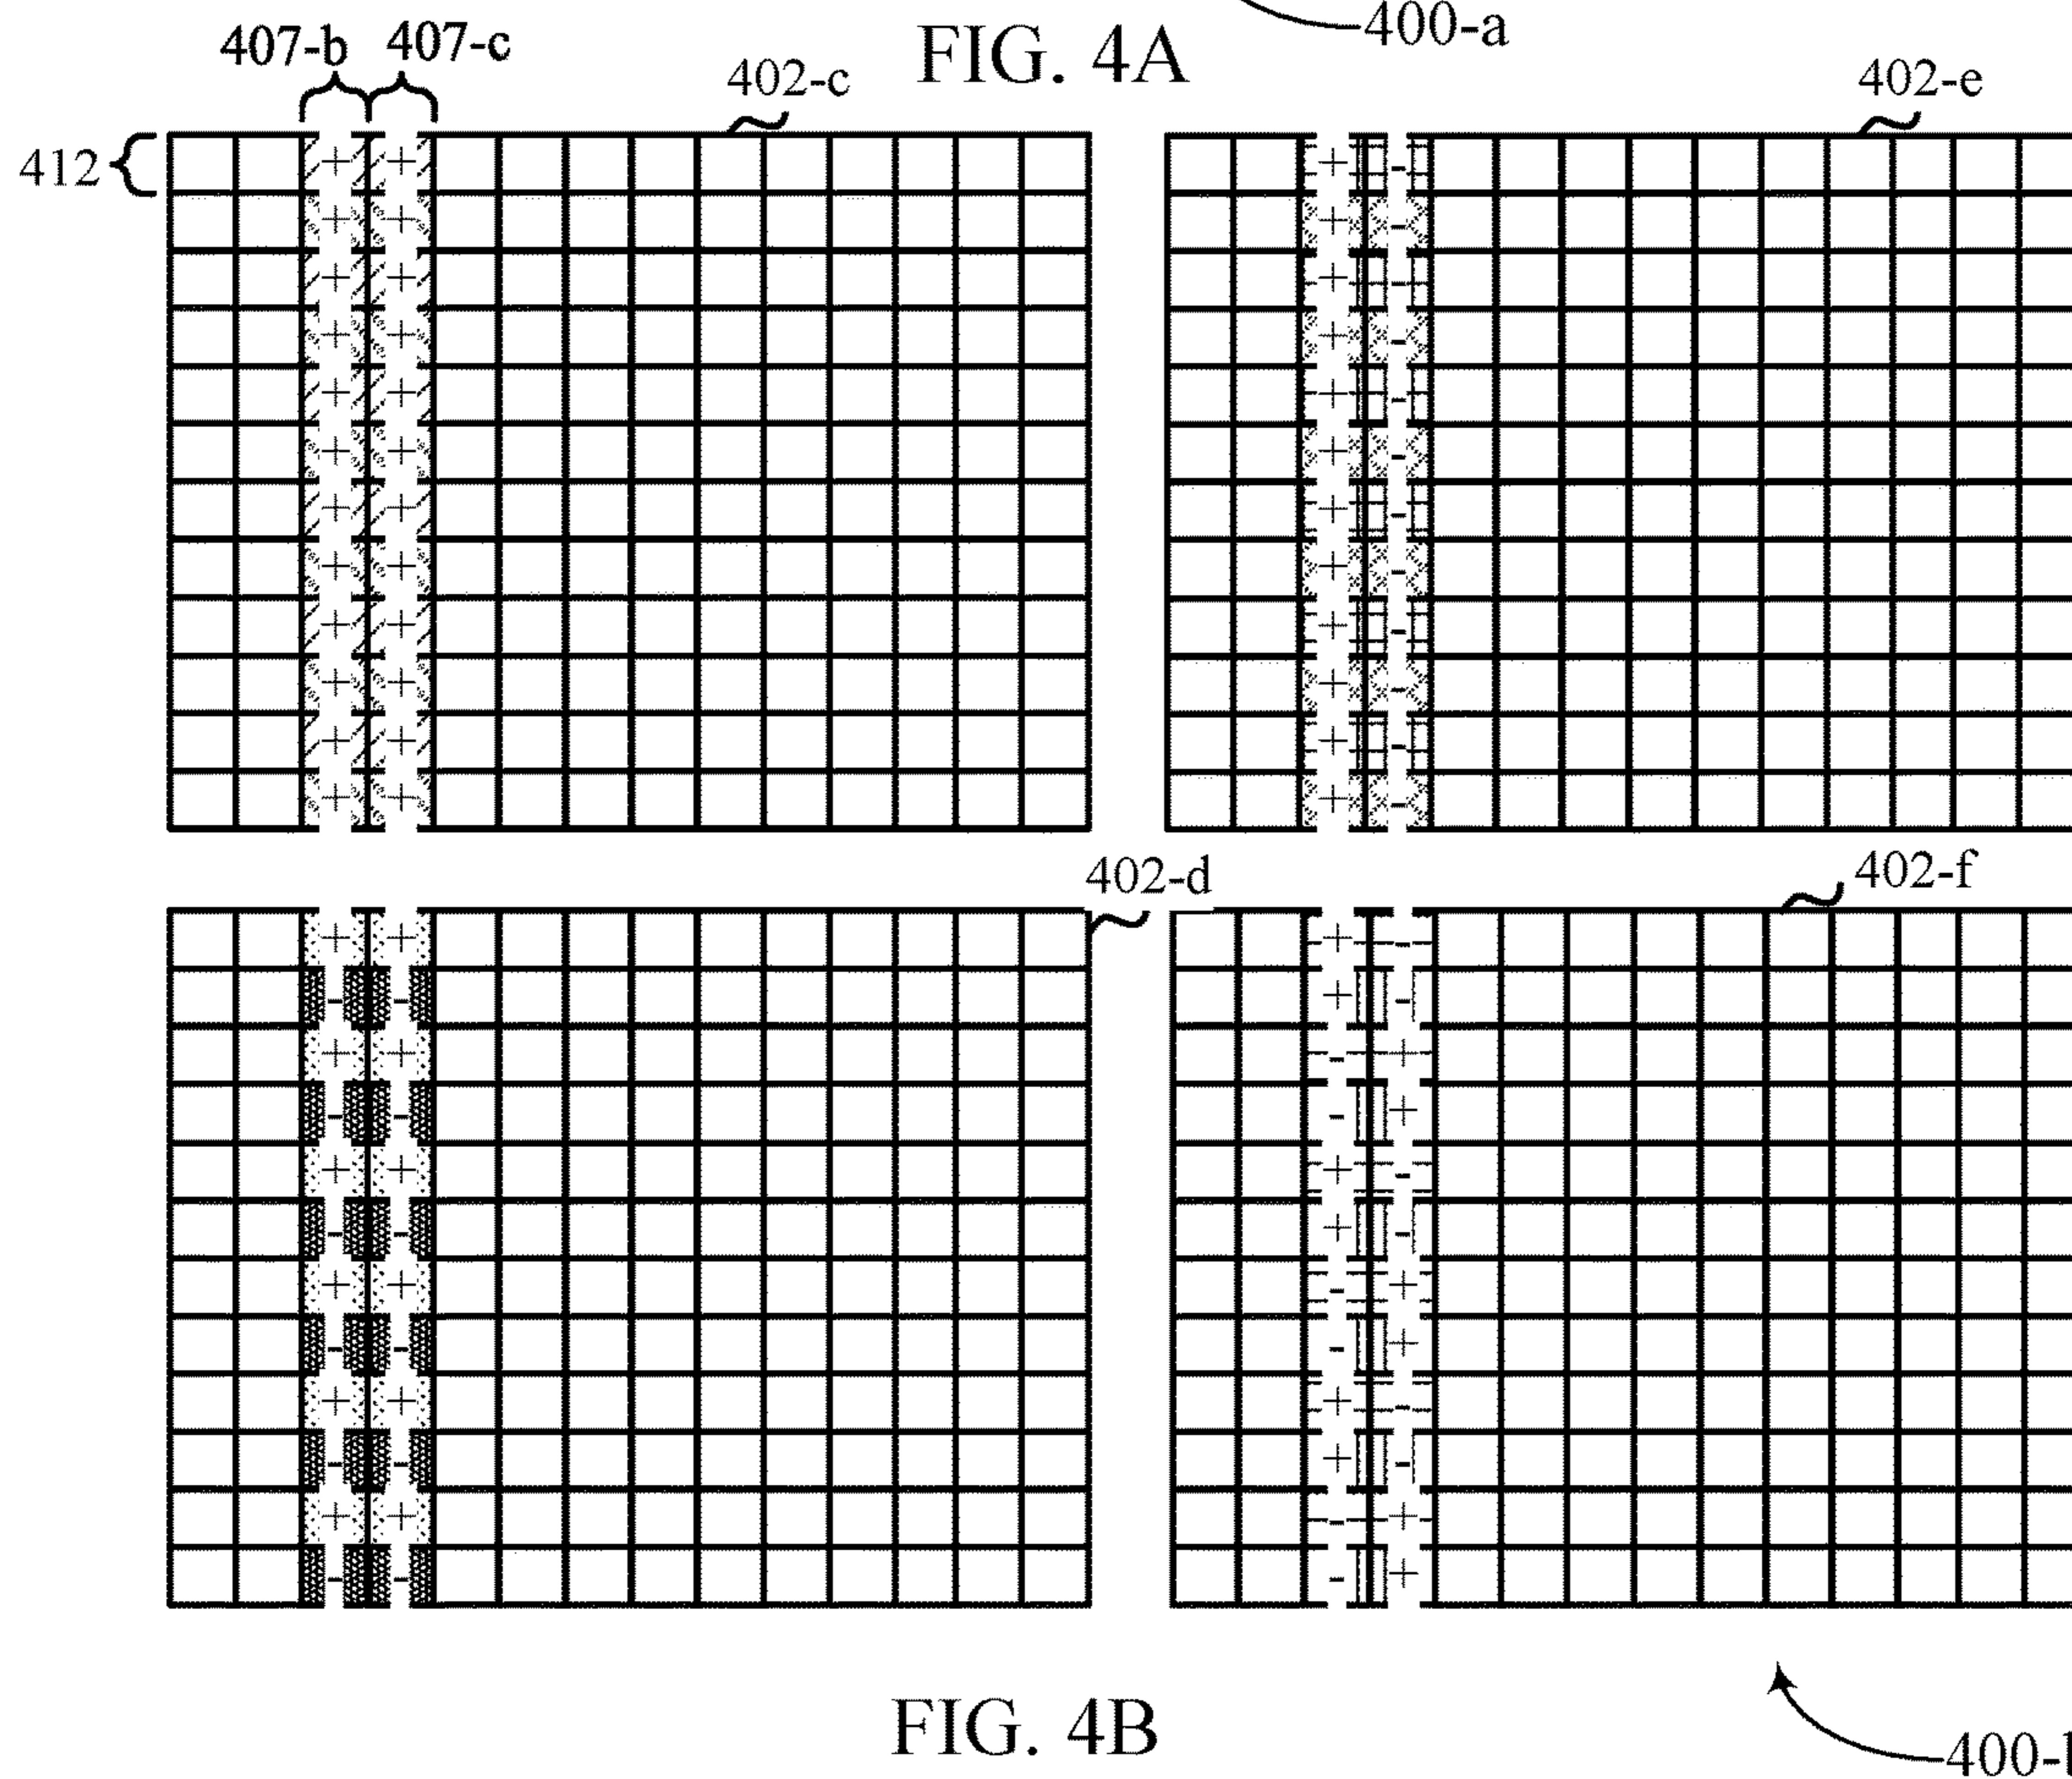 400-a
FIG. 4A
407-b 407-c
402-c
402-e
412
+ + + -
+ + + -
+ + + -
+ + + -
+ + + -
+ + + -
+ + + -
+ + + -
+ + + -
+ + + -
+ + + -
+ + + -
402-d
402-f
+ + + -
- - + -
+ + - +
- - - +
+ + + -
- - + -
+ + - +
- - - +
+ + + -
- - + -
+ + - +
- - - +
FIG. 4B